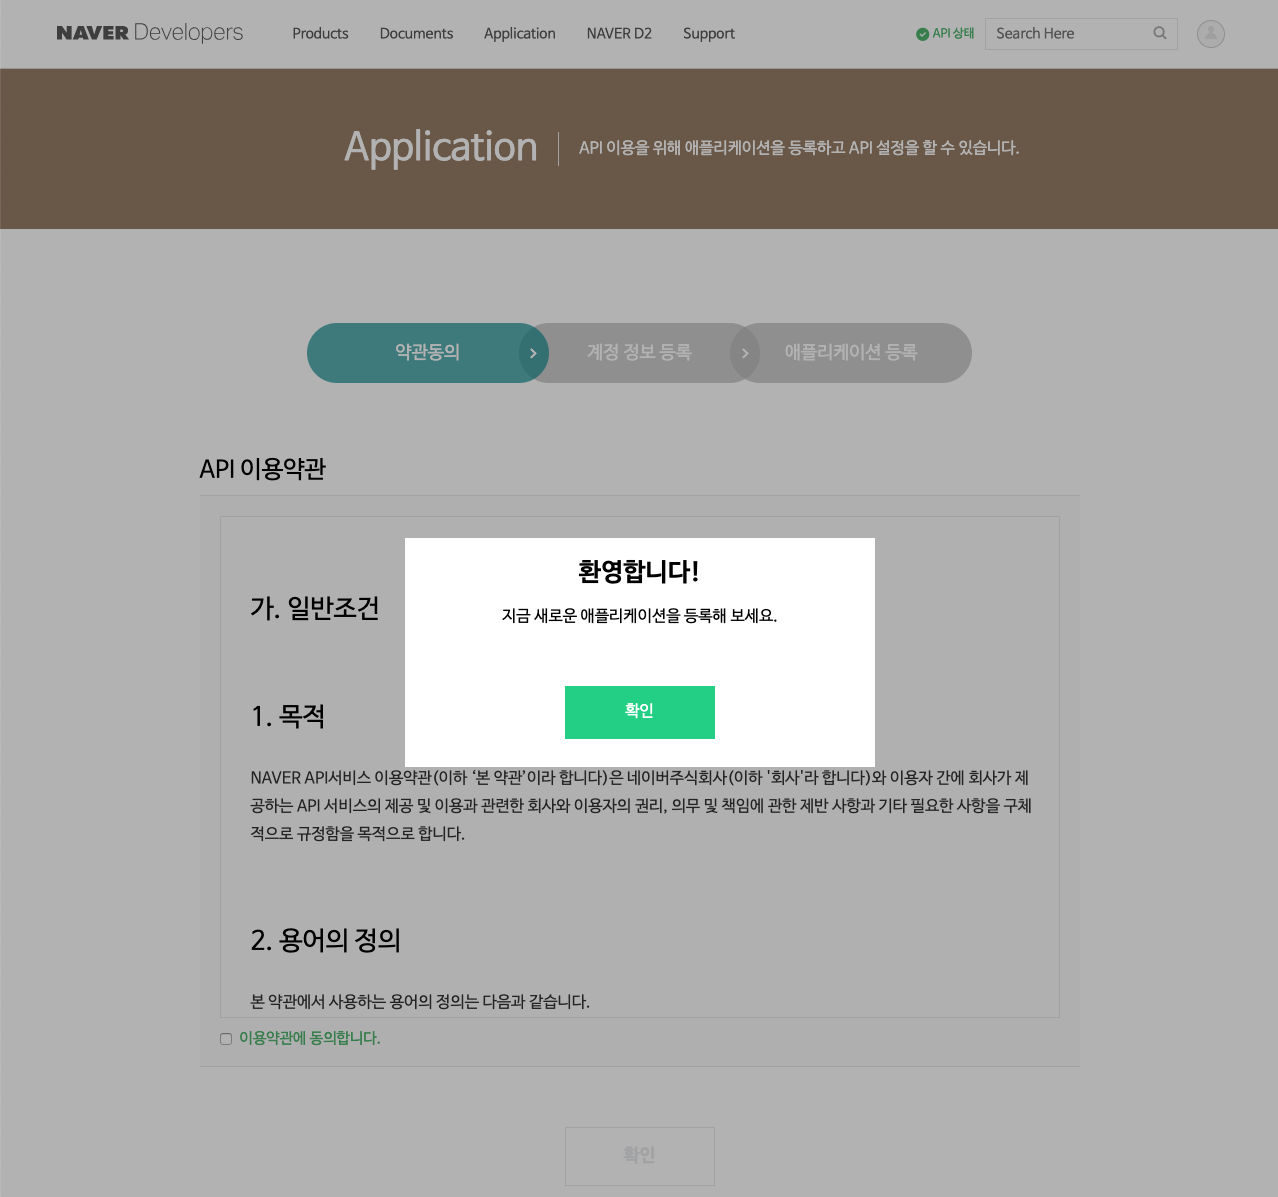 NAVER Developers
Products
Documents
Application
NAVER D2
Support
API 상태
Search Here
Application
API 이용을 위해 애플리케이션을 등록하고 API 설정을 할 수 있습니다.
약관동의
계정 정보 등록
애플리케이션 등록
API 이용약관
환영합니다!
지금 새로운 애플리케이션을 등록해 보세요.
확인
가. 일반조건
1. 목적
NAVER API서비스 이용약관(이하 ‘본 약관’이라 합니다)은 네이버주식회사(이하 '회사'라 합니다)와 이용자 간에 회사가 제
공하는 API 서비스의 제공 및 이용과 관련한 회사와 이용자의 권리, 의무 및 책임에 관한 제반 사항과 기타 필요한 사항을 구체
적으로 규정함을 목적으로 합니다.
2. 용어의 정의
본 약관에서 사용하는 용어의 정의는 다음과 같습니다.
이용약관에 동의합니다.
확인